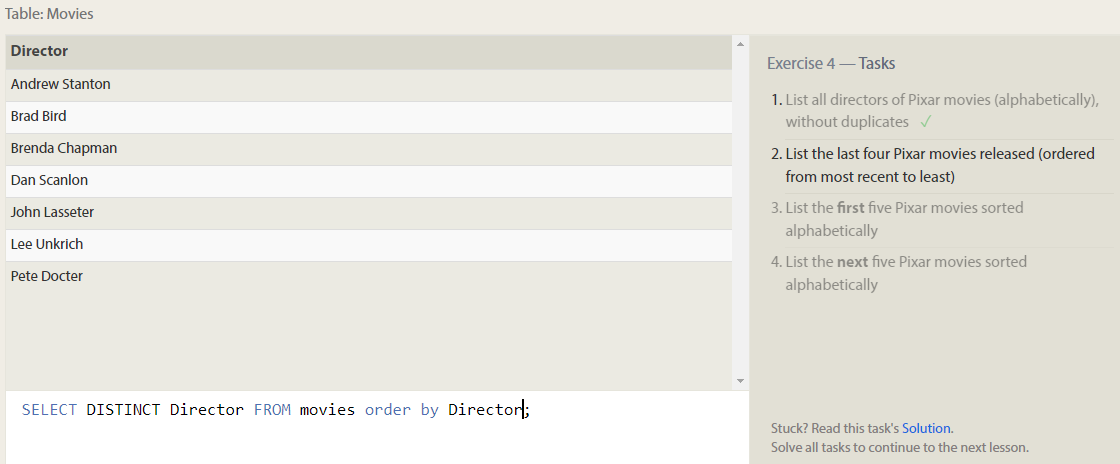 Table: Movies
Director
Andrew Stanton
Brad Bird
Brenda Chapman
Dan Scanlon
John Lasseter
Lee Unkrich
Pete Docter
SELECT DISTINCT Director FROM movies order by Director;
Exercise 4 — Tasks
1. List all directors of Pixar movies (alphabetically),
without duplicates ✓
2. List the last four Pixar movies released (ordered
from most recent to least)
3. List the first five Pixar movies sorted
alphabetically
4. List the next five Pixar movies sorted
alphabetically
Stuck? Read this task's Solution.
Solve all tasks to continue to the next lesson.